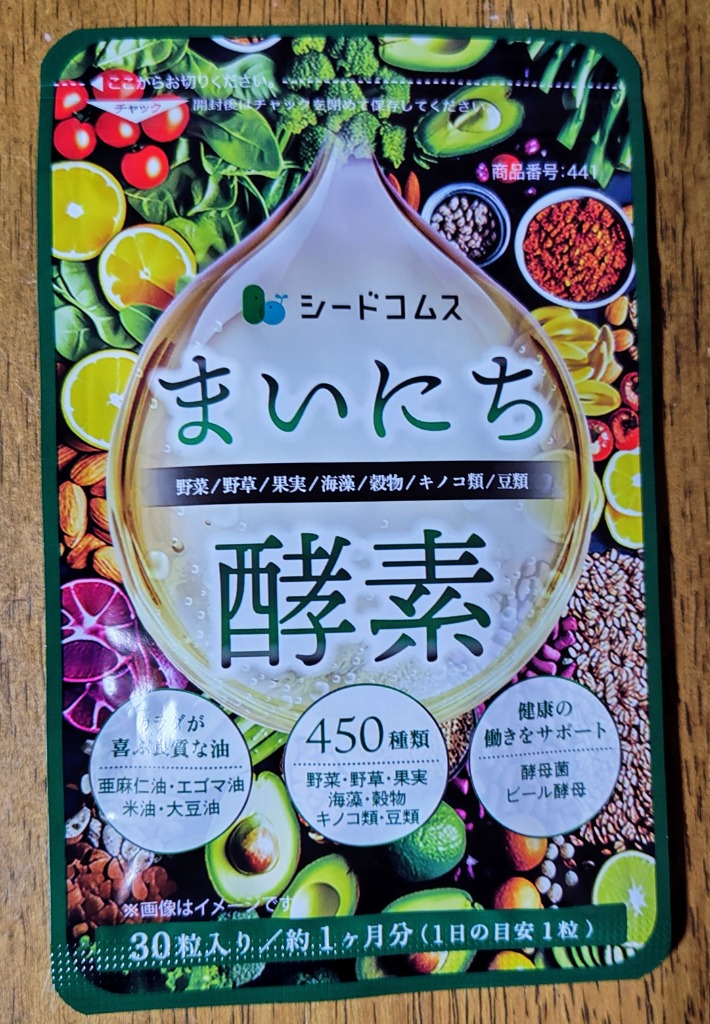 ◀ここからお切りください。
チャック
開封後はチャックを閉めて保存してください。
商品番号:441
シードコムス
まいにち
野菜/野草/果実/海藻/穀物/キノコ類/豆類
酵素
カラダが
喜ぶ良質な油
亜麻仁油・エゴマ油
米油・大豆油
450種類
野菜・野草・果実
海藻・穀物
キノコ類・豆類
健康の
働きをサポート
酵母菌
ビール酵母
※画像はイメージです
30粒入り/約1ヶ月分(1日の目安1粒)